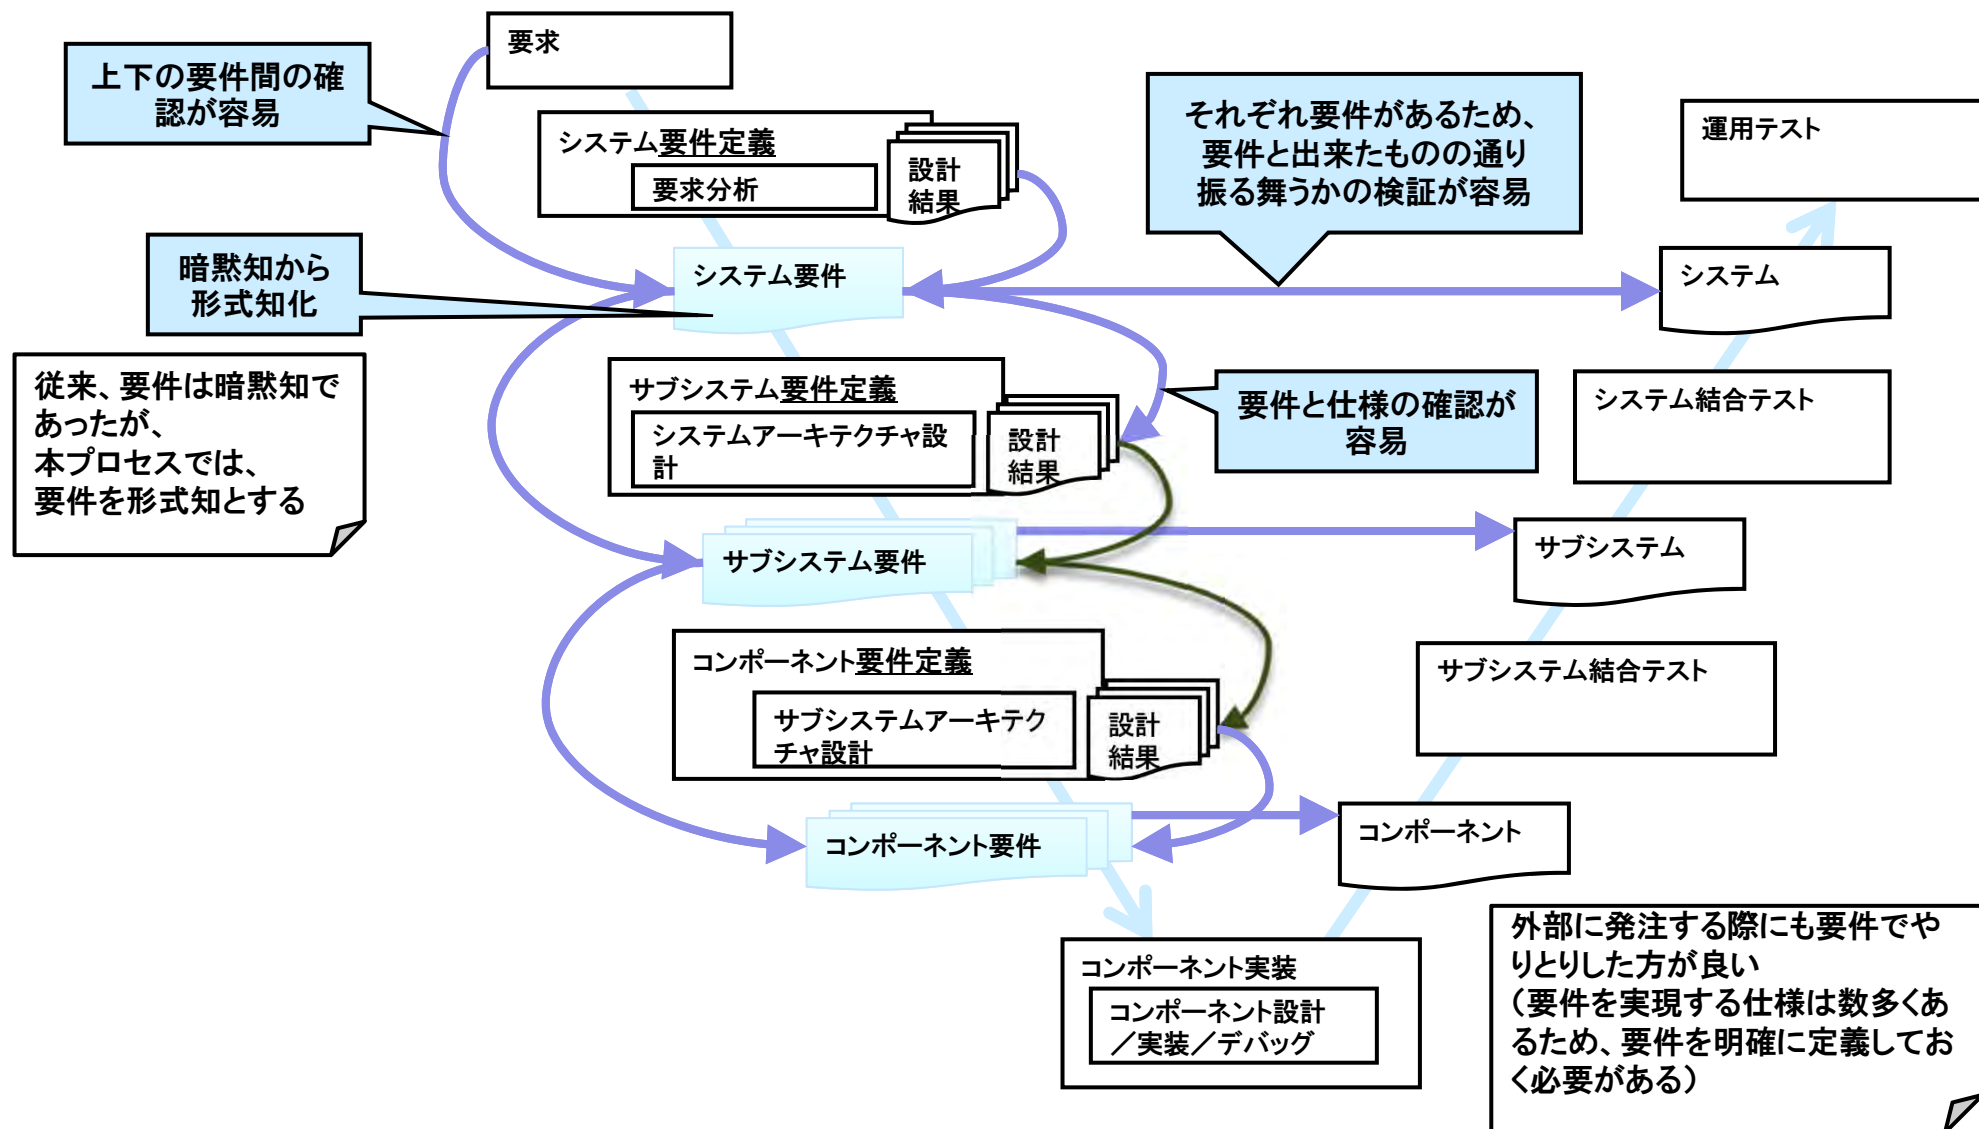 要求
上下の要件間の確
認が容易
システム要件定義
要求分析
設計
結果
それぞれ要件があるため、
要件と出来たものの通り
振る舞うかの検証が容易
運用テスト
暗黙知から
形式知化
システム要件
システム
従来、要件は暗黙知で
あったが、
本プロセスでは、
要件を形式知とする
サブシステム要件定義
システムアーキテクチャ設
計
設計
結果
要件と仕様の確認が
容易
システム結合テスト
サブシステム要件
サブシステム
コンポーネント要件定義
サブシステムアーキテク
チャ設計
設計
結果
サブシステム結合テスト
コンポーネント要件
コンポーネント
コンポーネント実装
コンポーネント設計
／実装／デバッグ
外部に発注する際にも要件でや
りとりした方が良い
（要件を実現する仕様は数多くあ
るため、要件を明確に定義してお
く必要がある）